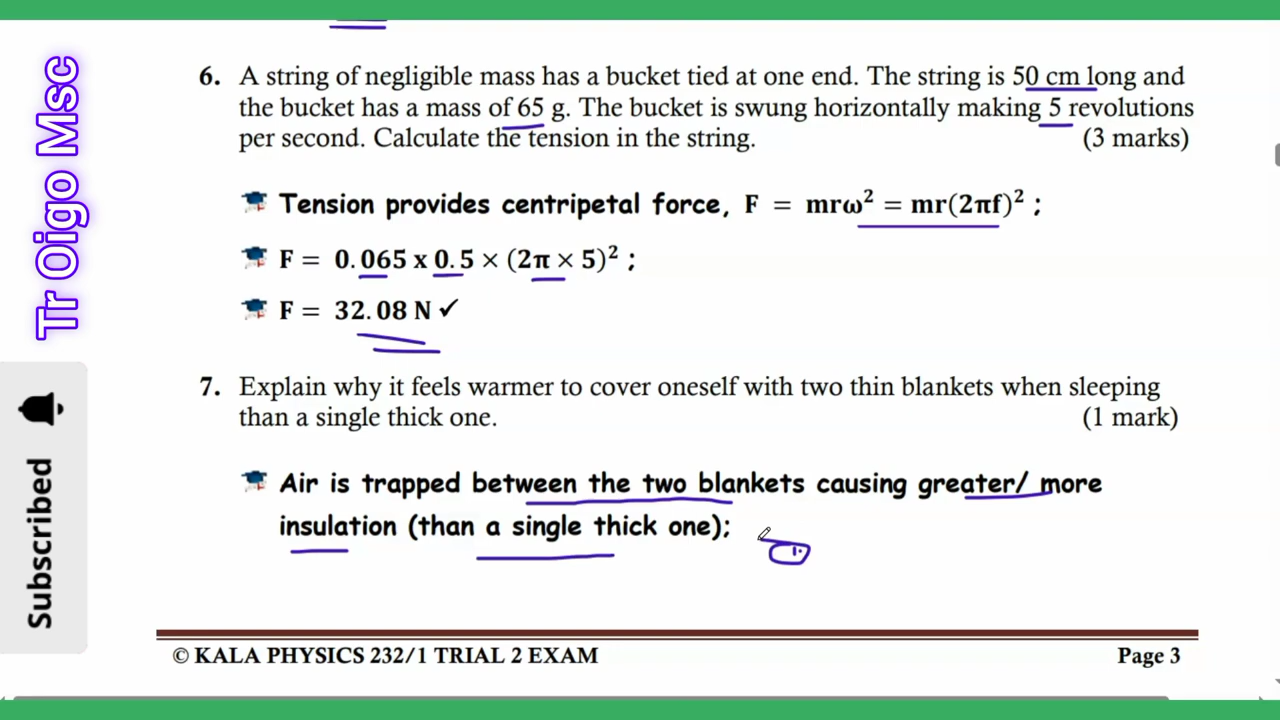 Tr Oigo Msc
Subscribed
6. A string of negligible mass has a bucket tied at one end. The string is 50 cm long and
the bucket has a mass of 65 g. The bucket is swung horizontally making 5 revolutions
per second. Calculate the tension in the string. (3 marks)
Tension provides centripetal force, F = mrω² = mr(2πf)² ;
F = 0.065 x 0.5 × (2π × 5)² ;
F = 32.08 N ✓
7. Explain why it feels warmer to cover oneself with two thin blankets when sleeping
than a single thick one. (1 mark)
Air is trapped between the two blankets causing greater/ more
insulation (than a single thick one);
© KALA PHYSICS 232/1 TRIAL 2 EXAM Page 3